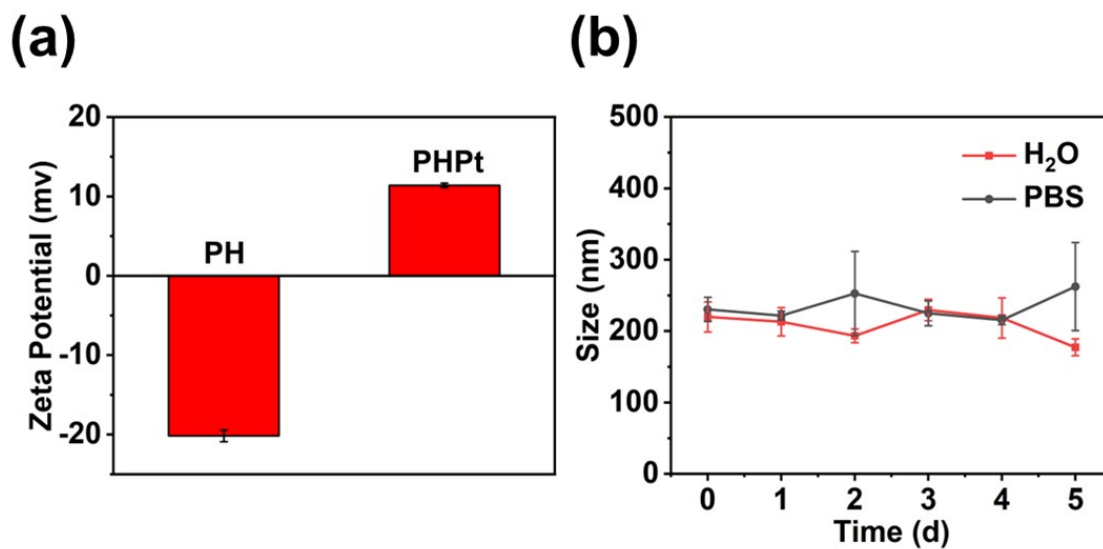 (a)
Zeta Potential (mv)
20
10
0
-10
-20
PH
PHPt
(b)
Size (nm)
500
400
300
200
100
0
H₂O
PBS
0 1 2 3 4 5
Time (d)